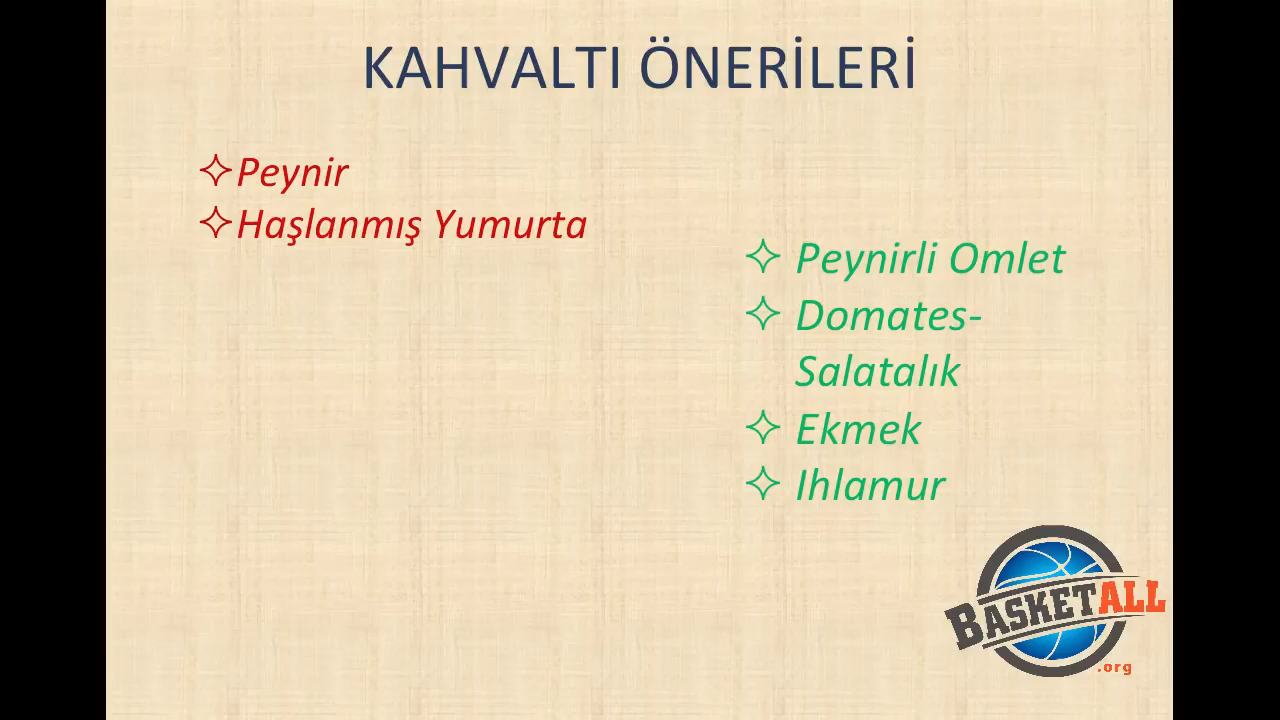 KAHVALTI ÖNERİLERİ
✧Peynir
✧Haşlanmış Yumurta
✧ Peynirli Omlet
✧ Domates-
Salatalık
✧ Ekmek
✧ Ihlamur
BASKETALL
.org